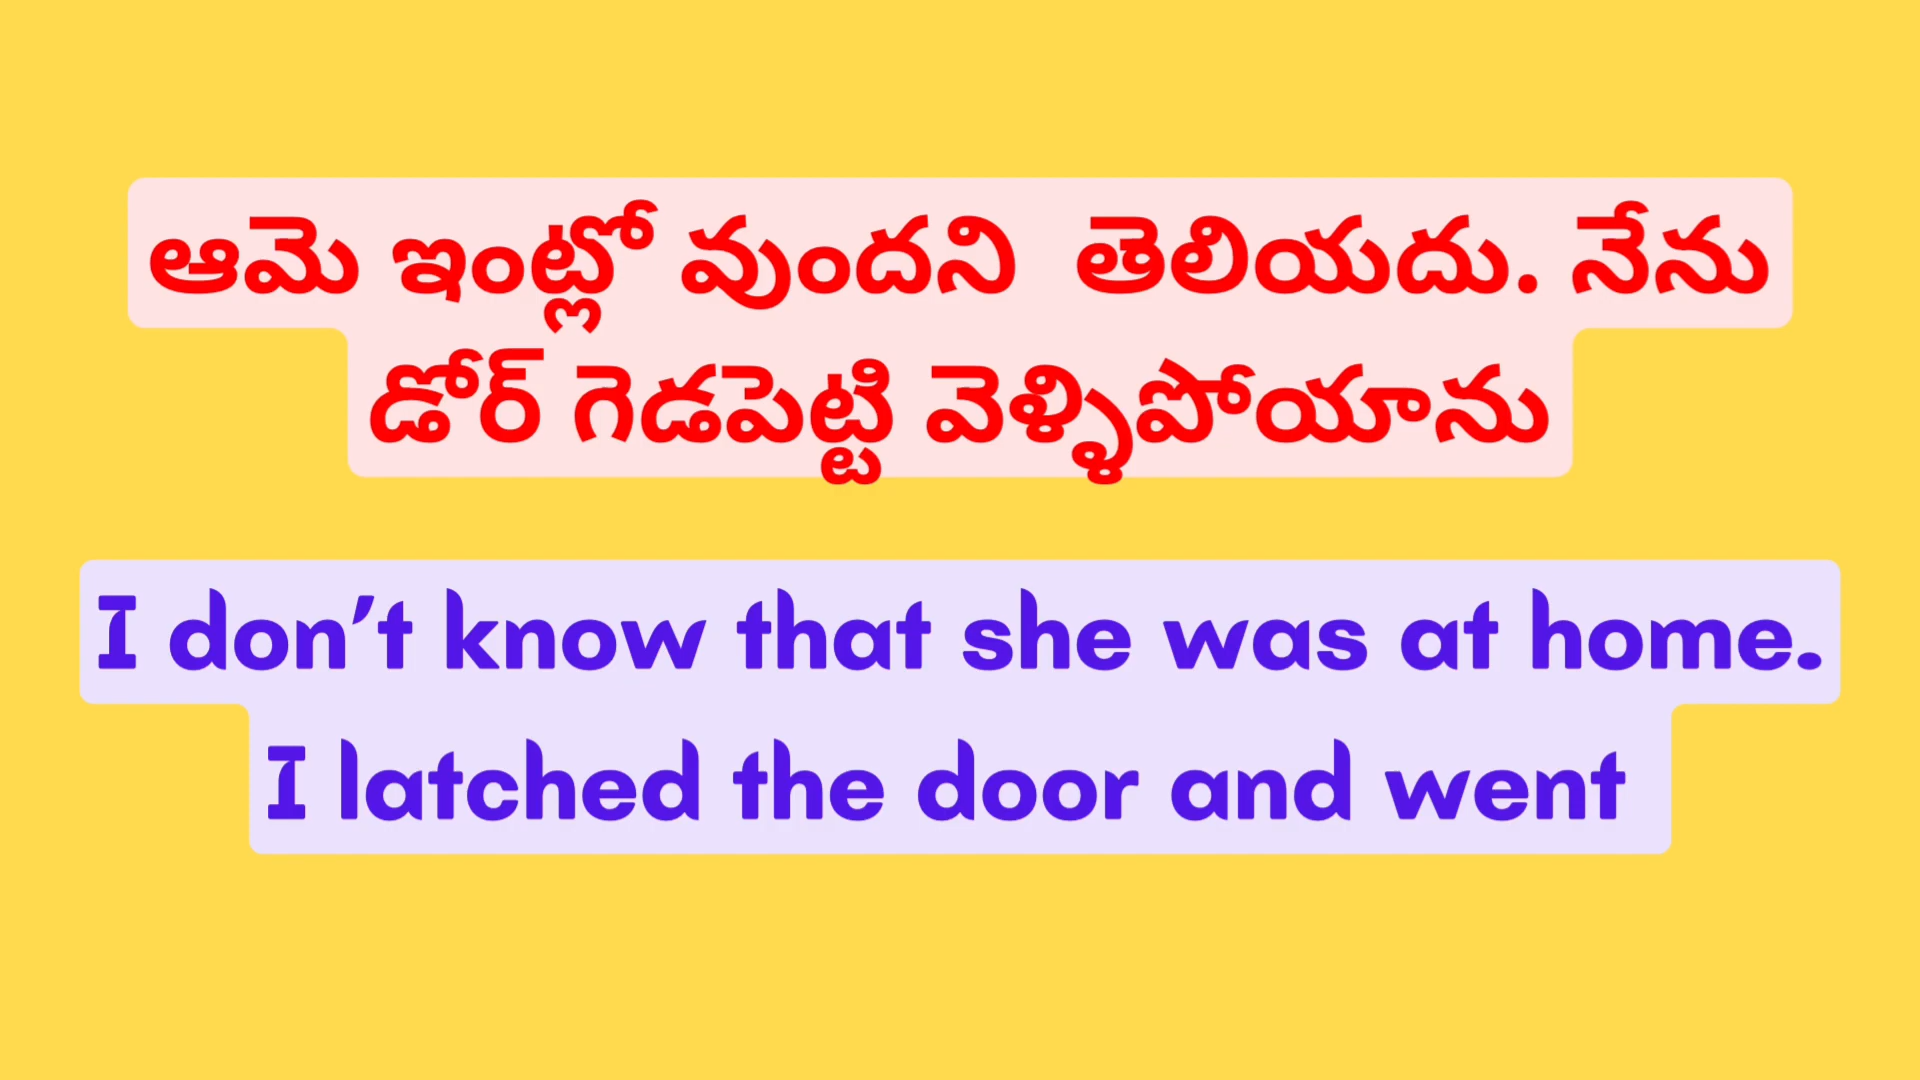 ఆమె ఇంట్లో వుందని తెలియదు. నేను
డోర్ గెడపెట్టి వెళ్ళిపోయాను
I don’t know that she was at home.
I latched the door and went